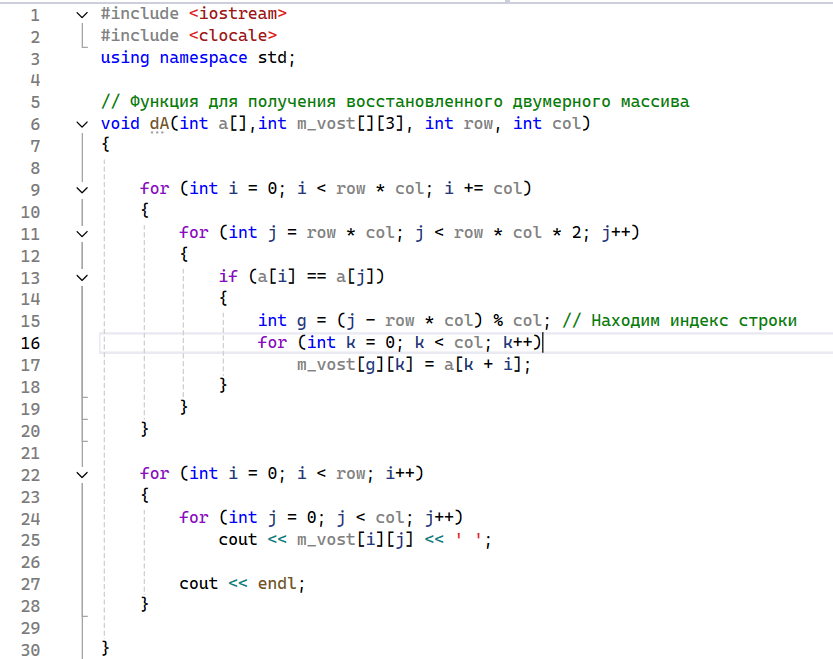 1 #include <iostream>
2 #include <clocale>
3 using namespace std;
4
5 // Функция для получения восстановленного двумерного массива
6 void dA(int a[],int m_vost[][3], int row, int col)
7 {
8
9 for (int i = 0; i < row * col; i += col)
10 {
11 for (int j = row * col; j < row * col * 2; j++)
12 {
13 if (a[i] == a[j])
14 {
15 int g = (j - row * col) % col; // Находим индекс строки
16 for (int k = 0; k < col; k++)
17 m_vost[g][k] = a[k + i];
18 }
19 }
20 }
21
22 for (int i = 0; i < row; i++)
23 {
24 for (int j = 0; j < col; j++)
25 cout << m_vost[i][j] << ' ';
26
27 cout << endl;
28 }
29
30 }